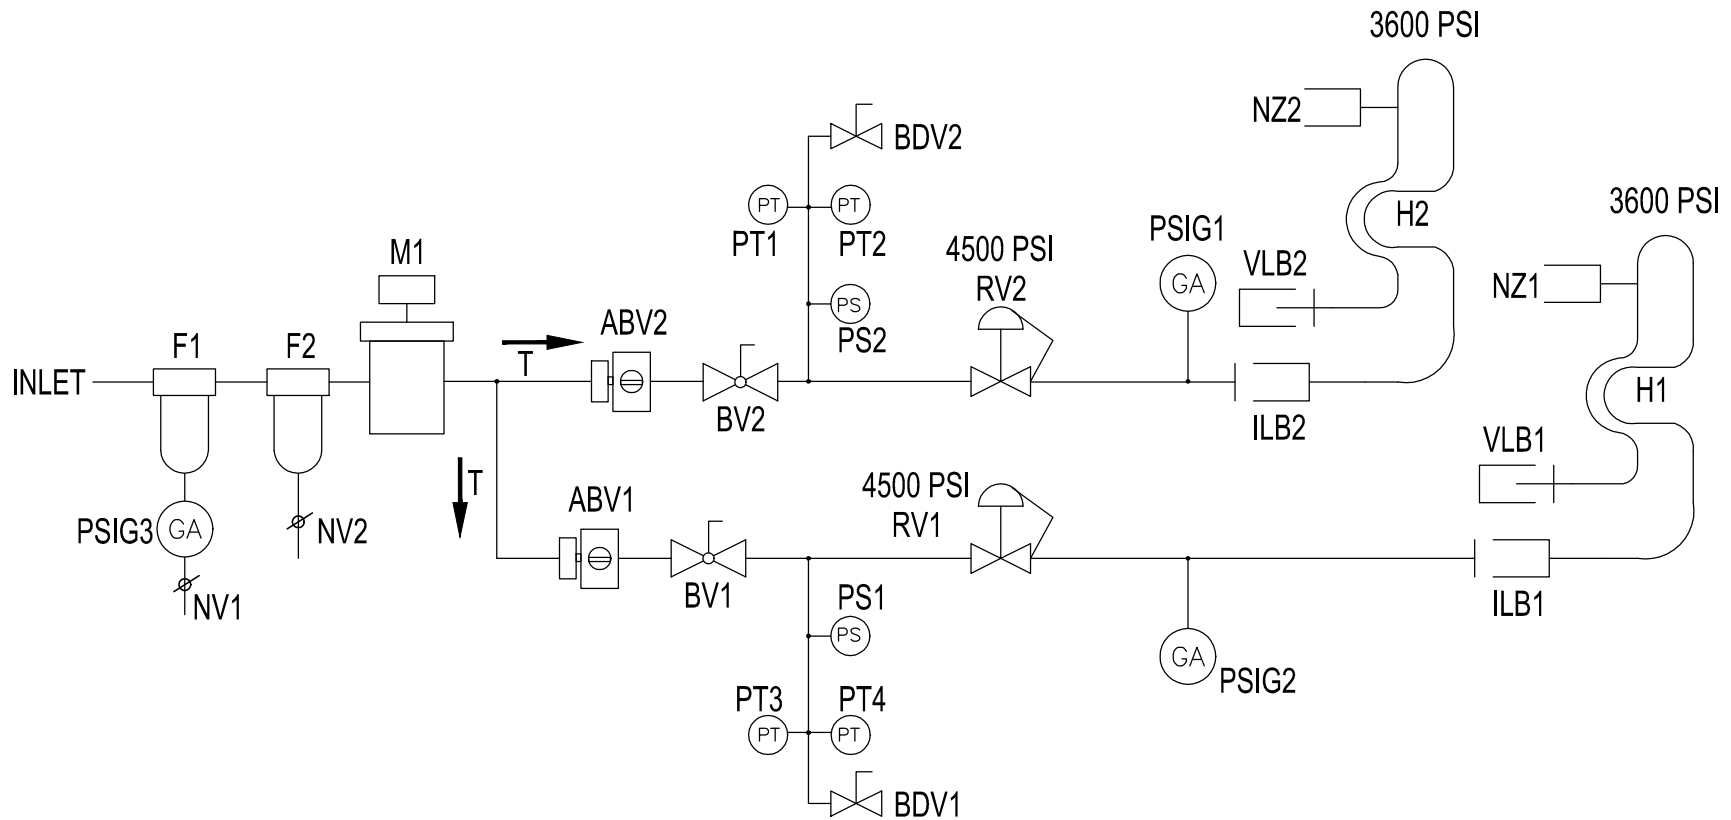 3600 PSI
NZ2
BDV2
H2
3600 PSI
PT
PT
PT1
PT2
PSIG1
4500 PSI
RV2
VLB2
NZ1
M1
GA
PS
PS2
ABV2
T
F1
F2
INLET
BV2
ILB2
H1
VLB1
T
ABV1
4500 PSI
RV1
PSIG3
GA
NV2
NV1
BV1
PS1
PS
ILB1
GA
PSIG2
PT3
PT4
PT
PT
BDV1